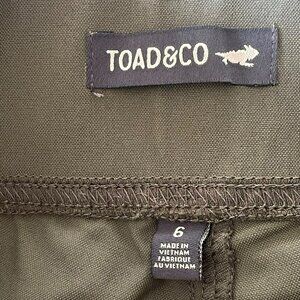 TOAD&CO
6
MADE IN
VIETNAM
FABRIQUÉ
AU VIETNAM